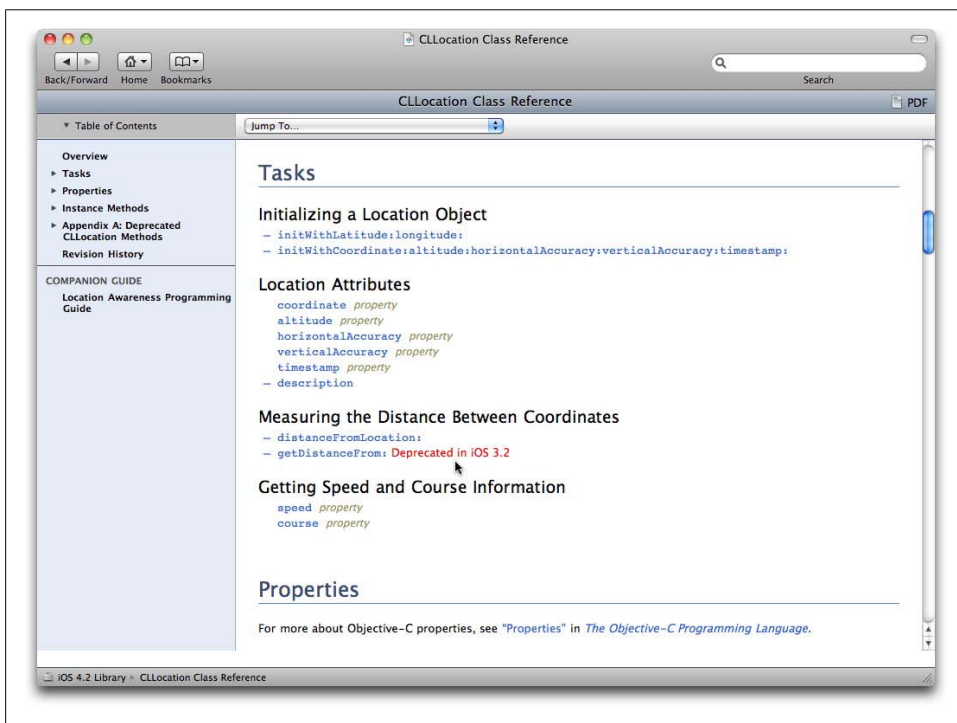 CLLocation Class Reference
Back/Forward Home Bookmarks
Search
CLLocation Class Reference
PDF
Table of Contents
Jump To...
Overview
Tasks
Properties
Instance Methods
Appendix A: Deprecated
CLLocation Methods
Revision History
COMPANION GUIDE
Location Awareness Programming
Guide
Tasks
Initializing a Location Object
– initWithLatitude:longitude:
– initWithCoordinate:altitude:horizontalAccuracy:verticalAccuracy:timestamp:
Location Attributes
coordinate property
altitude property
horizontalAccuracy property
verticalAccuracy property
timestamp property
– description
Measuring the Distance Between Coordinates
– distanceFromLocation:
– getDistanceFrom: Deprecated in iOS 3.2
Getting Speed and Course Information
speed property
course property
Properties
For more about Objective-C properties, see "Properties" in The Objective-C Programming Language.
iOS 4.2 Library CLLocation Class Reference